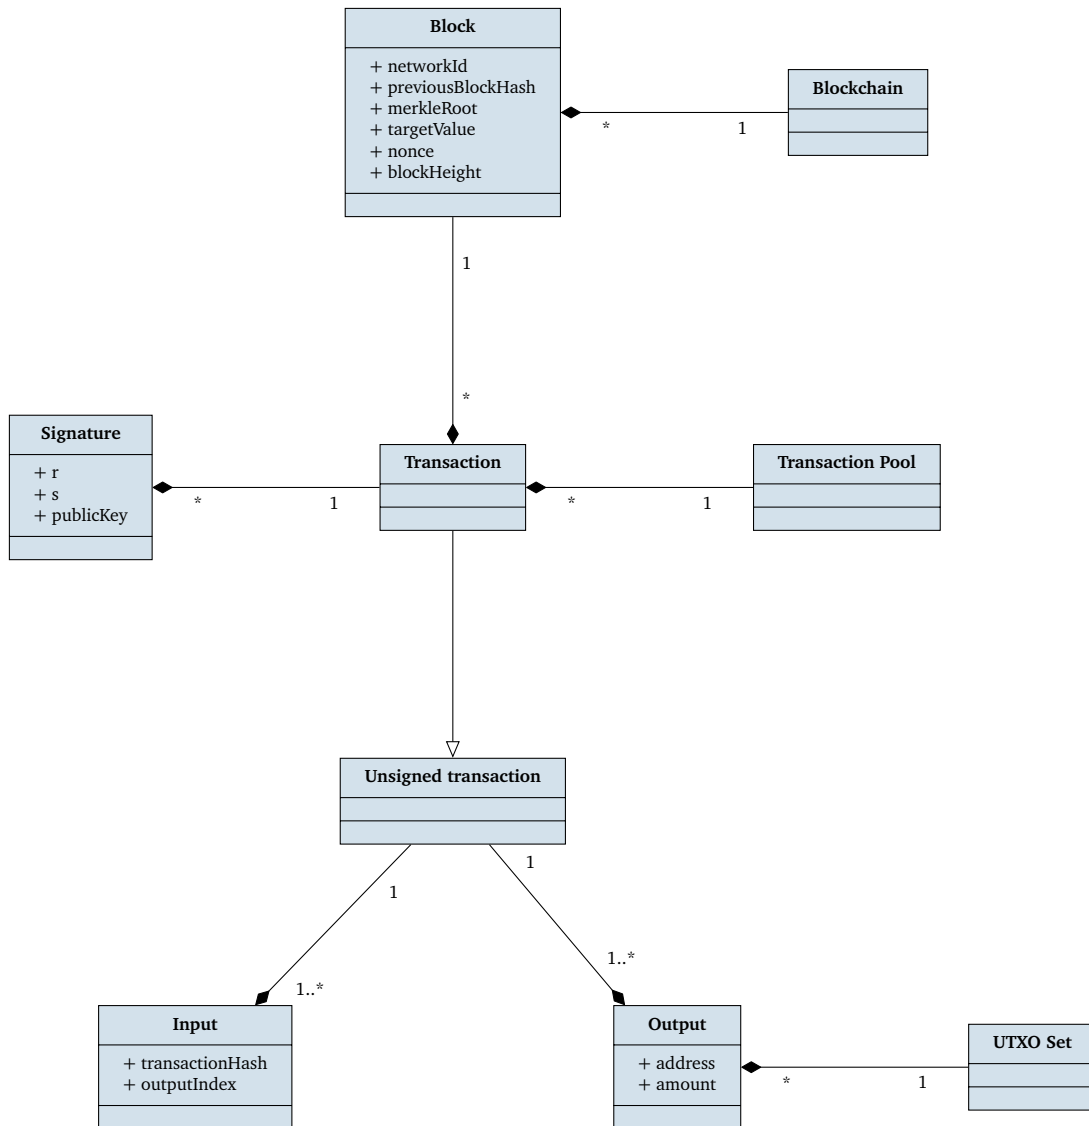 Block
+ networkId
+ previousBlockHash
+ merkleRoot
+ targetValue
+ nonce
+ blockHeight
Blockchain
* 1
1
*
Signature
+ r
+ s
+ publicKey
* 1
Transaction
* 1
Transaction Pool
Unsigned transaction
1
1
1..*
1..*
Input
+ transactionHash
+ outputIndex
Output
+ address
+ amount
* 1
UTXO Set